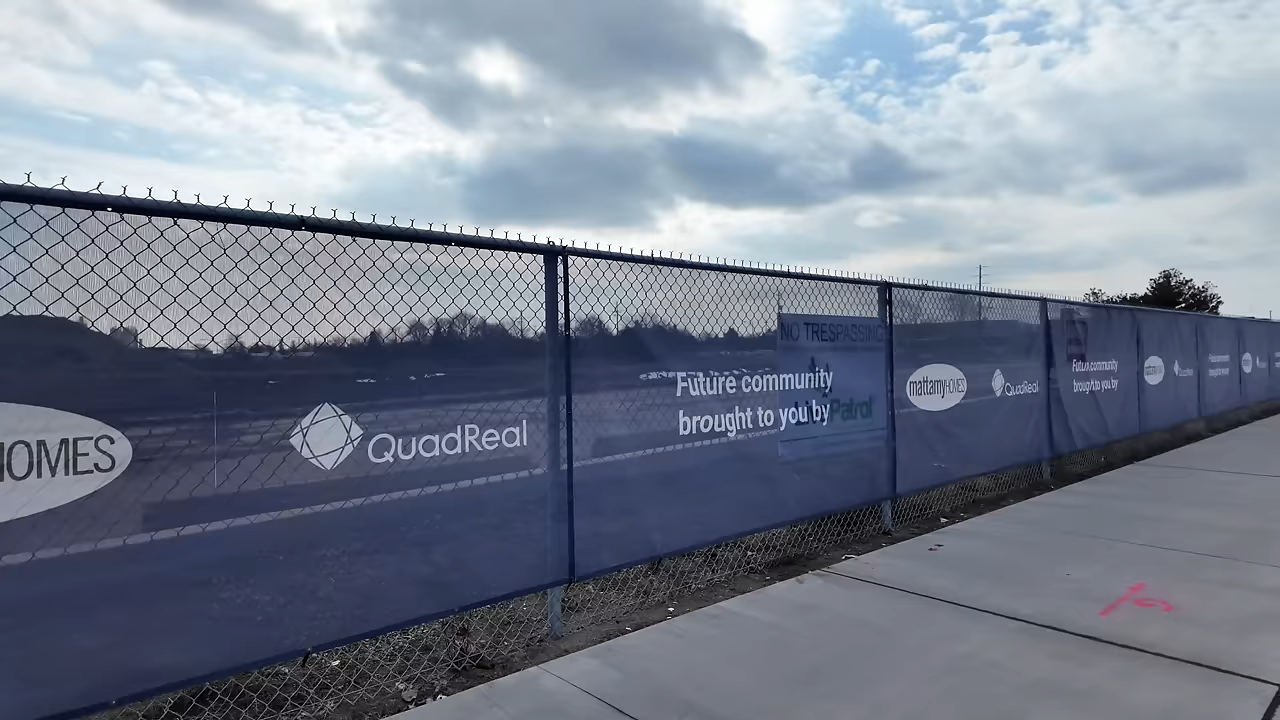 HOMES
QuadReal
Future community
brought to you by
NO TRESPASSING
Patrol
mattamyHOMES
QuadReal
Future community
brought to you by